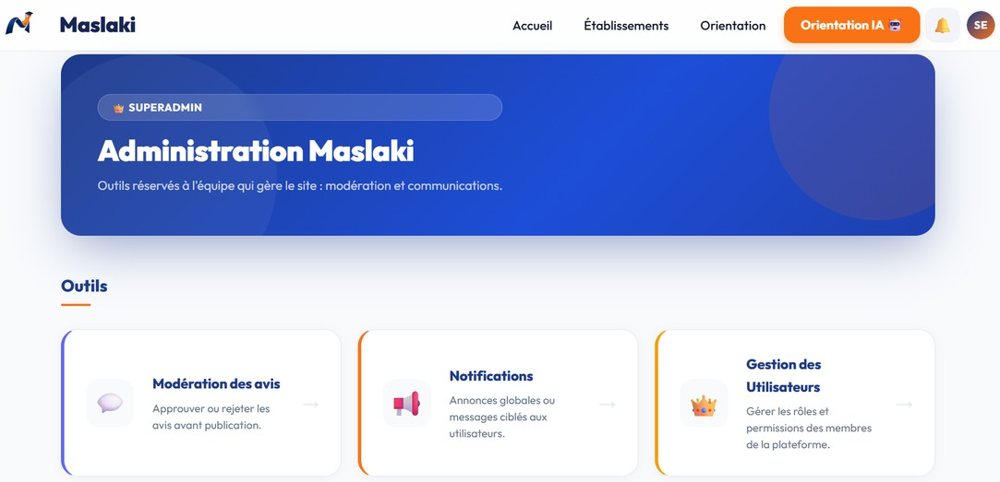 Maslaki
Accueil
Établissements
Orientation
Orientation IA
SE
SUPERADMIN
Administration Maslaki
Outils réservés à l'équipe qui gère le site : modération et communications.
Outils
Modération des avis
Approuver ou rejeter les
avis avant publication.
→
Notifications
Annonces globales ou
messages ciblés aux
utilisateurs.
→
Gestion des
Utilisateurs
Gérer les rôles et
permissions des membres
de la plateforme.
→